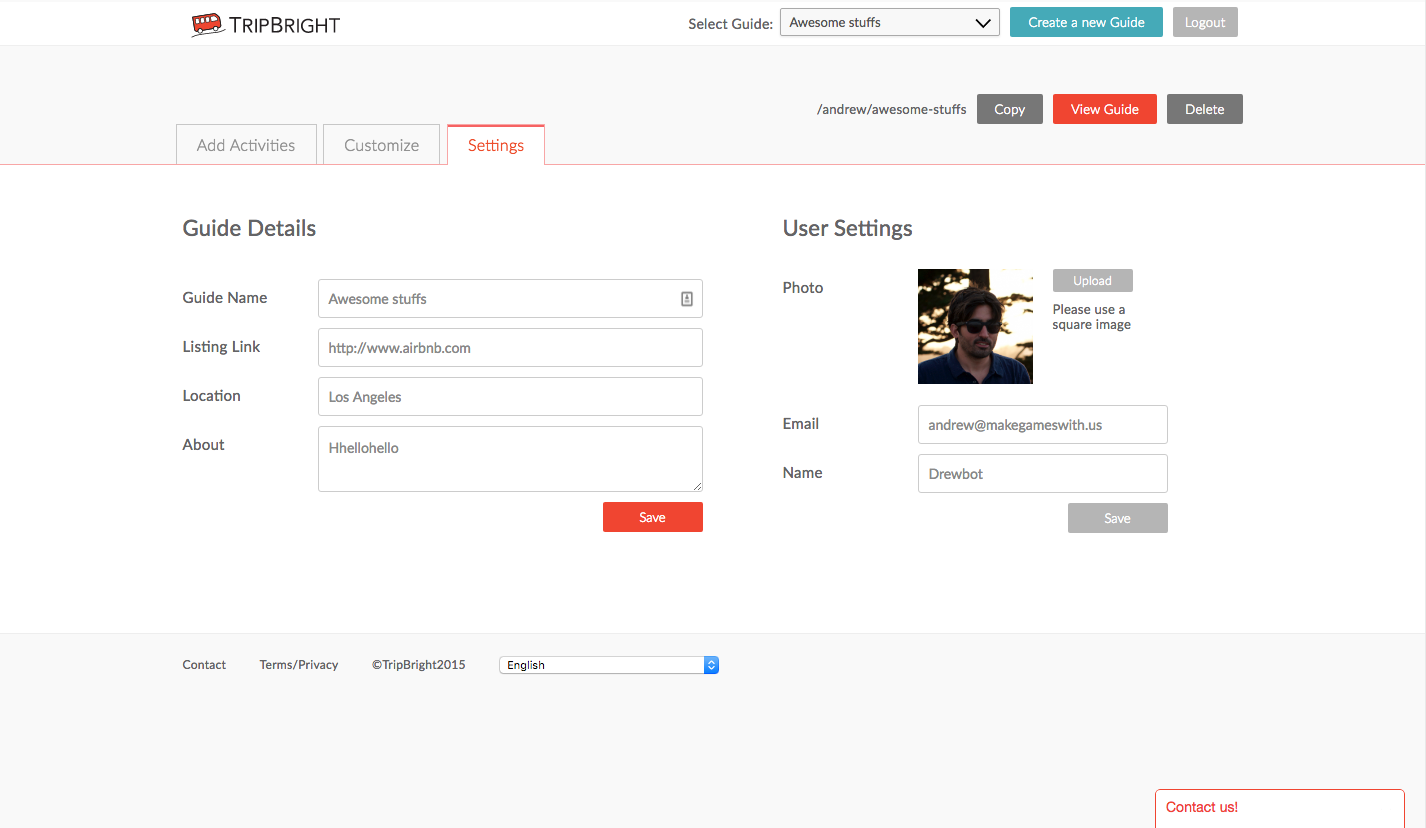 TRIPBRIGHT
Select Guide: Awesome stuffs Create a new Guide Logout
/andrew/awesome-stuffs Copy View Guide Delete
Add Activities Customize Settings
Guide Details
Guide Name Awesome stuffs
Listing Link http://www.airbnb.com
Location Los Angeles
About Hhellohello
Save
User Settings
Photo Upload
Please use a
square image
Email andrew@makegameswith.us
Name Drewbot
Save
Contact Terms/Privacy ©TripBright2015 English
Contact us!